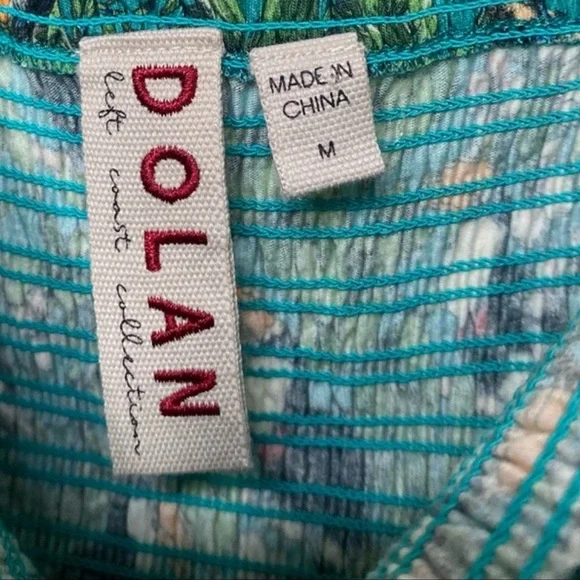 DOLAN
left coast collection
MADE IN
CHINA
M